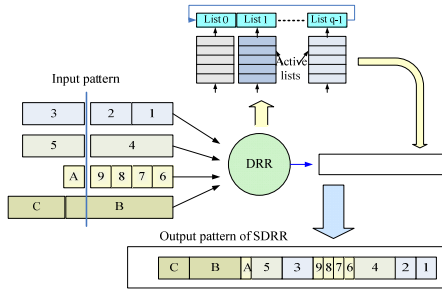 List 0 List 1 List q-1
Active
lists
Input pattern
3 2 1
5 4
A 9 8 7 6
C B
DRR
Output pattern of SDRR
C B A 5 3 9 8 7 6 4 2 1